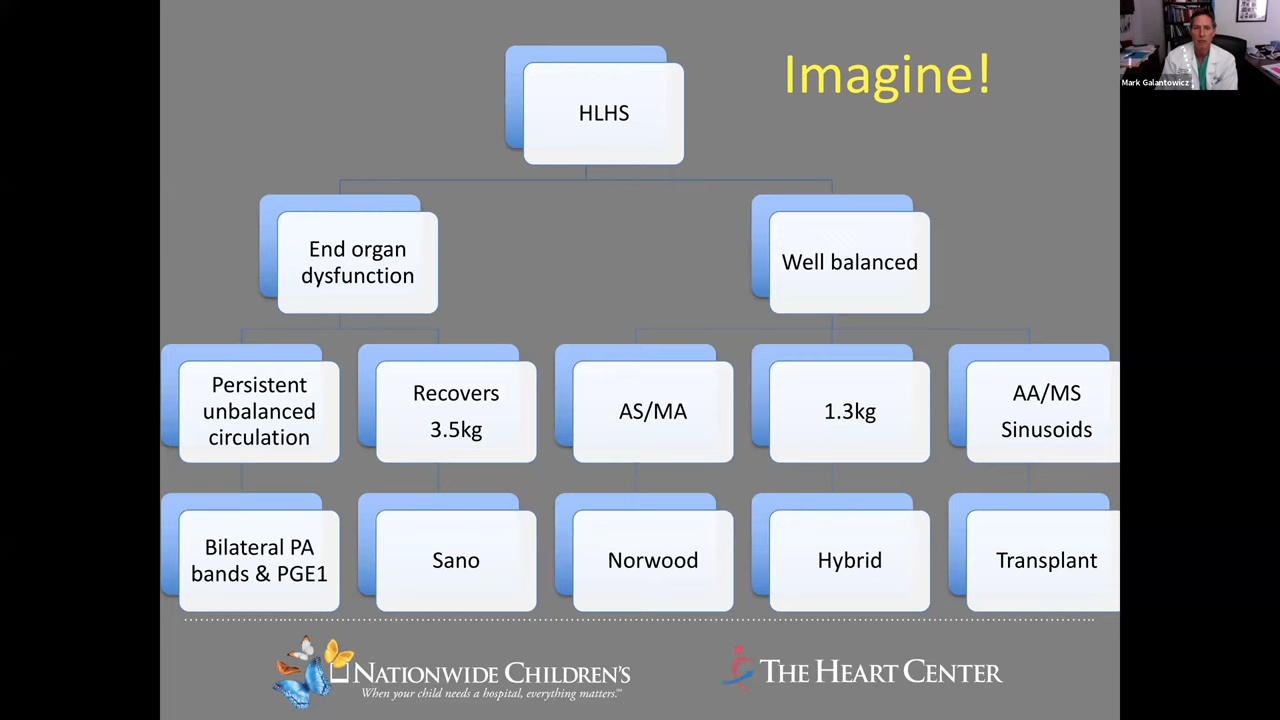 Imagine!
Mark Galantowicz
HLHS
End organ
dysfunction
Well balanced
Persistent
unbalanced
circulation
Recovers
3.5kg
AS/MA
1.3kg
AA/MS
Sinusoids
Bilateral PA
bands & PGE1
Sano
Norwood
Hybrid
Transplant
NATIONWIDE CHILDREN'S
When your child needs a hospital, everything matters.™
THE HEART CENTER